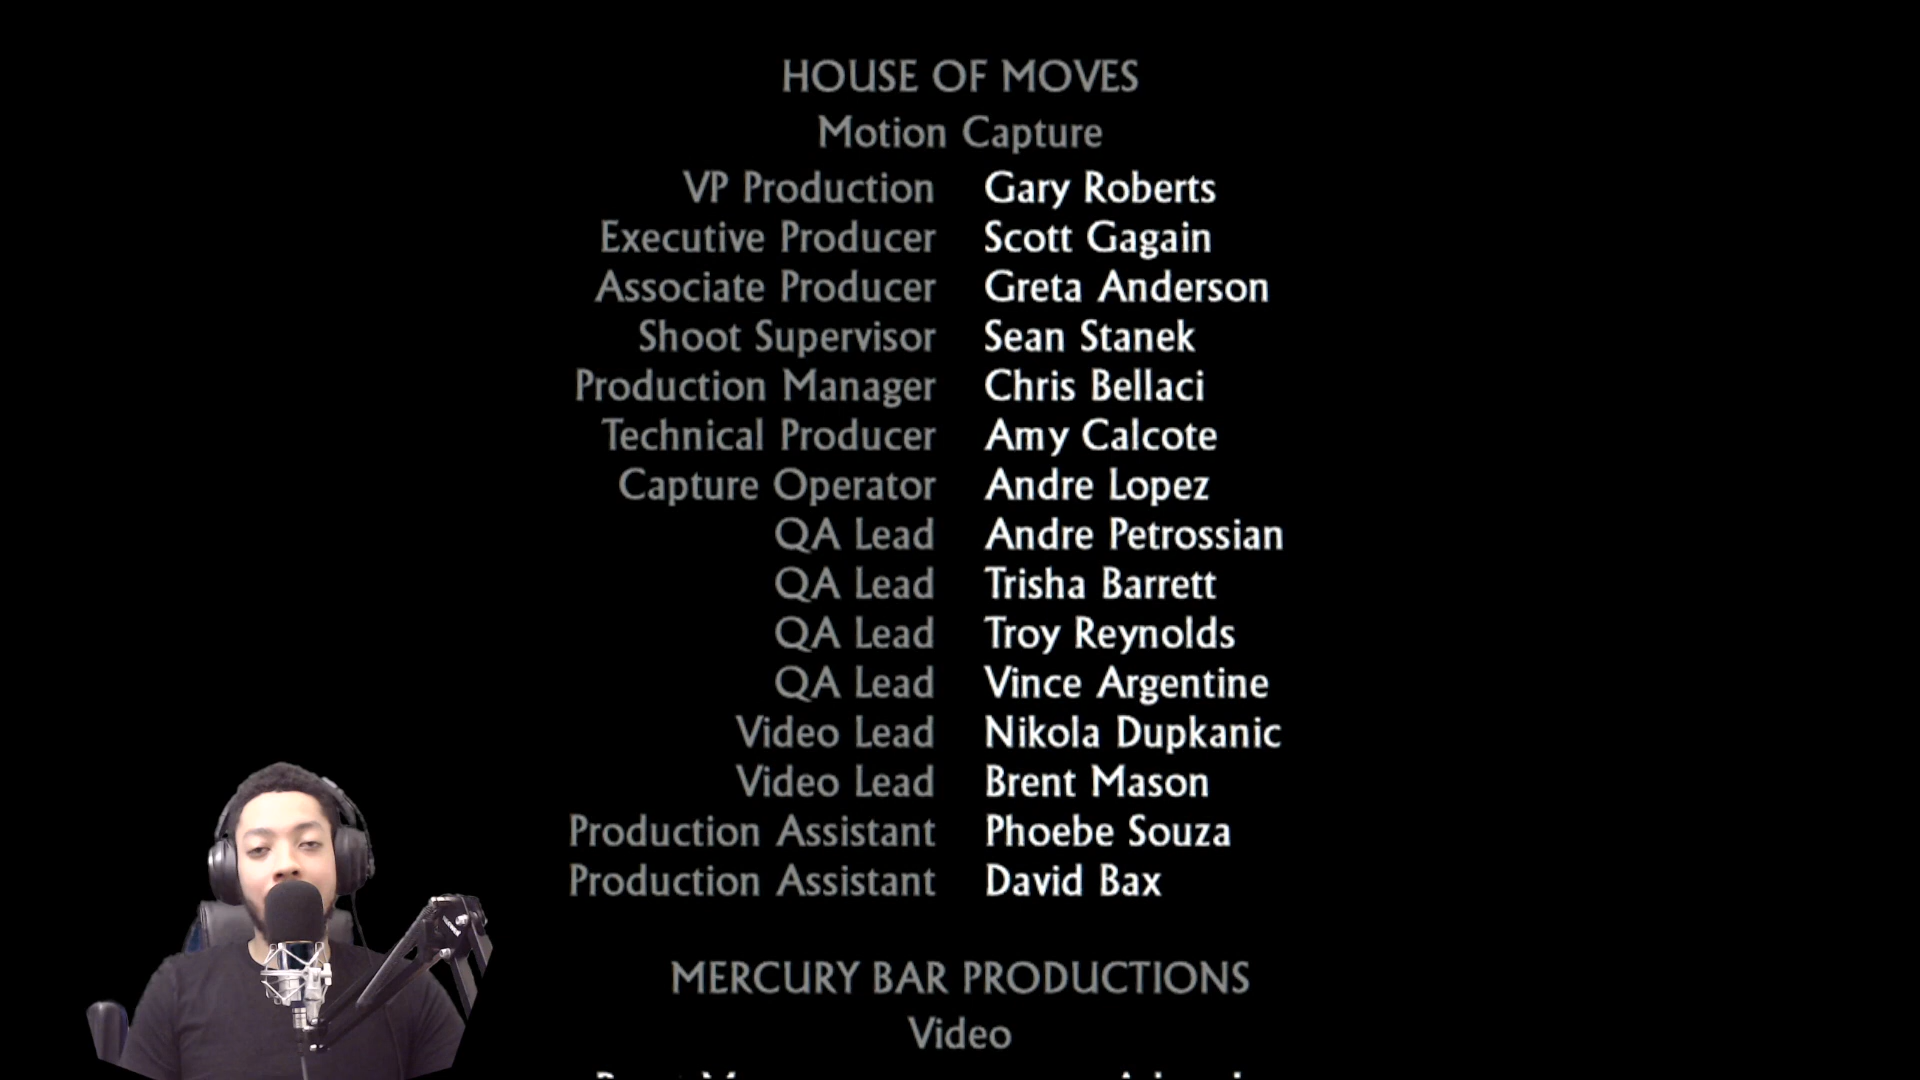 HOUSE OF MOVES
Motion Capture
VP Production Gary Roberts
Executive Producer Scott Gagain
Associate Producer Greta Anderson
Shoot Supervisor Sean Stanek
Production Manager Chris Bellaci
Technical Producer Amy Calcote
Capture Operator Andre Lopez
QA Lead Andre Petrossian
QA Lead Trisha Barrett
QA Lead Troy Reynolds
QA Lead Vince Argentine
Video Lead Nikola Dupkanic
Video Lead Brent Mason
Production Assistant Phoebe Souza
Production Assistant David Bax
MERCURY BAR PRODUCTIONS
Video